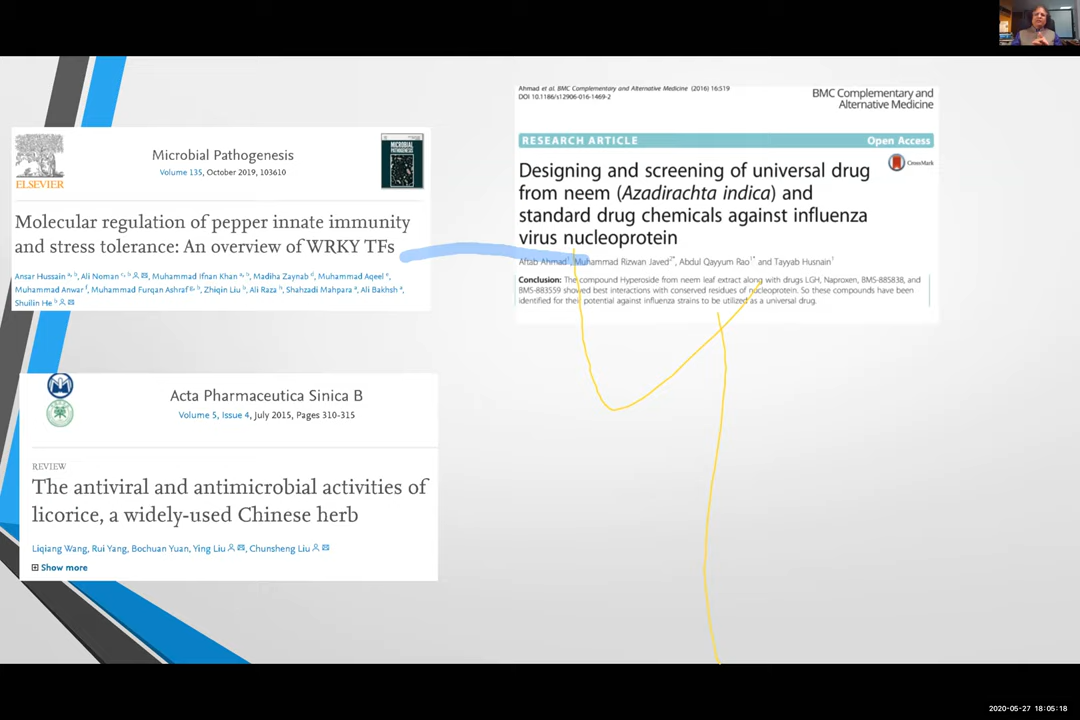 ELSEVIER
Microbial Pathogenesis
Volume 135, October 2019, 103610
MICROBIAL
PATHOGENESIS
Molecular regulation of pepper innate immunity
and stress tolerance: An overview of WRKY TFs
Ansar Hussain a, b, Ali Noman c, b, Muhammad Ifnan Khan a, b, Madiha Zaynab d, Muhammad Aqeel e,
Muhammad Anwar f, Muhammad Furqan Ashraf g, b, Zhiqin Liu b, Ali Raza b, Shahzadi Mahpara a, Ali Bakhsh a,
Shuilin He b
Acta Pharmaceutica Sinica B
Volume 5, Issue 4, July 2015, Pages 310-315
REVIEW
The antiviral and antimicrobial activities of
licorice, a widely-used Chinese herb
Liqiang Wang, Rui Yang, Bochuan Yuan, Ying Liu, Chunsheng Liu
Show more
Ahmad et al. BMC Complementary and Alternative Medicine (2016) 16:519
DOI 10.1186/s12906-016-1469-2
BMC Complementary and
Alternative Medicine
RESEARCH ARTICLE Open Access
CrossMark
Designing and screening of universal drug
from neem (Azadirachta indica) and
standard drug chemicals against influenza
virus nucleoprotein
Aftab Ahmad1, Muhammad Rizwan Javed2*, Abdul Qayyum Rao1* and Tayyab Husnain1
Conclusion: The compound Hyperoside from neem leaf extract along with drugs LGH, Naproxen, BMS-885838, and
BMS-883559 showed best interactions with conserved residues of nucleoprotein. So these compounds have been
identified for their potential against influenza strains to be utilized as a universal drug.
2020-05-27 18:05:18